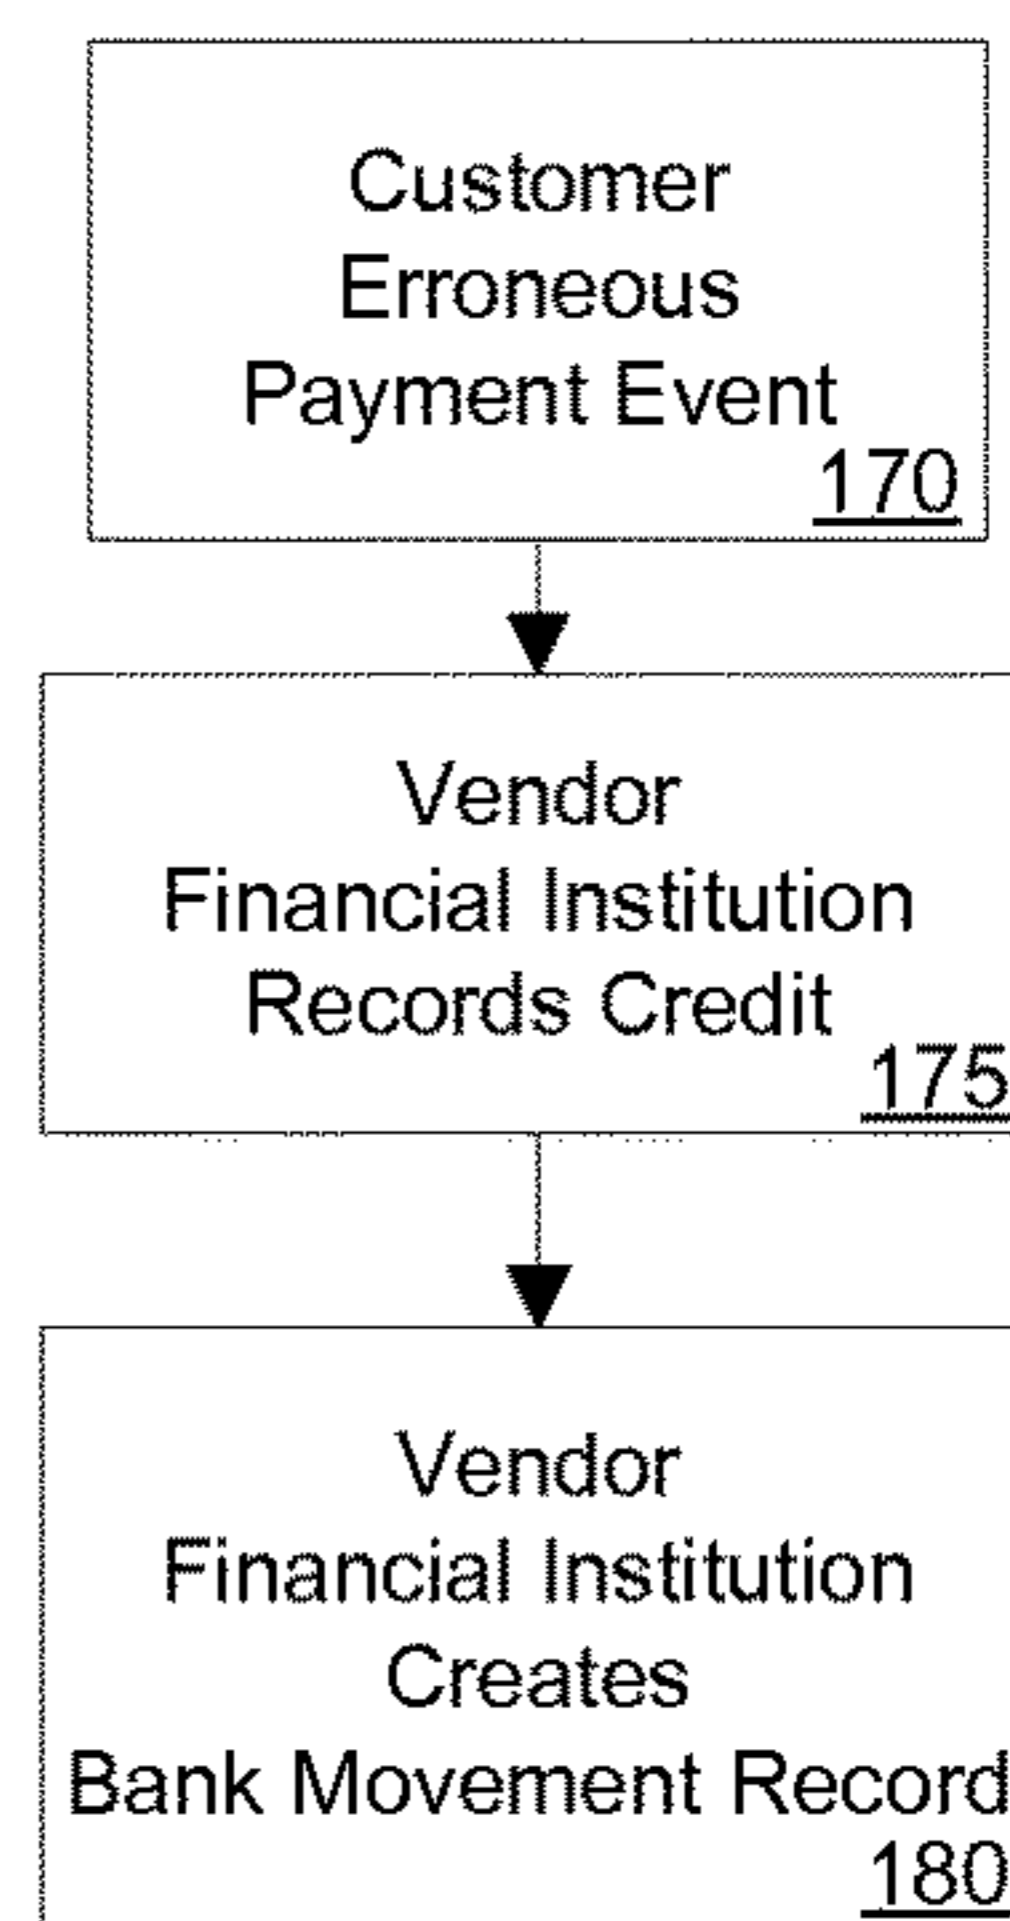 Customer
Erroneous
Payment Event
170
Vendor
Financial Institution
Records Credit
175
Vendor
Financial Institution
Creates
Bank Movement Record
180